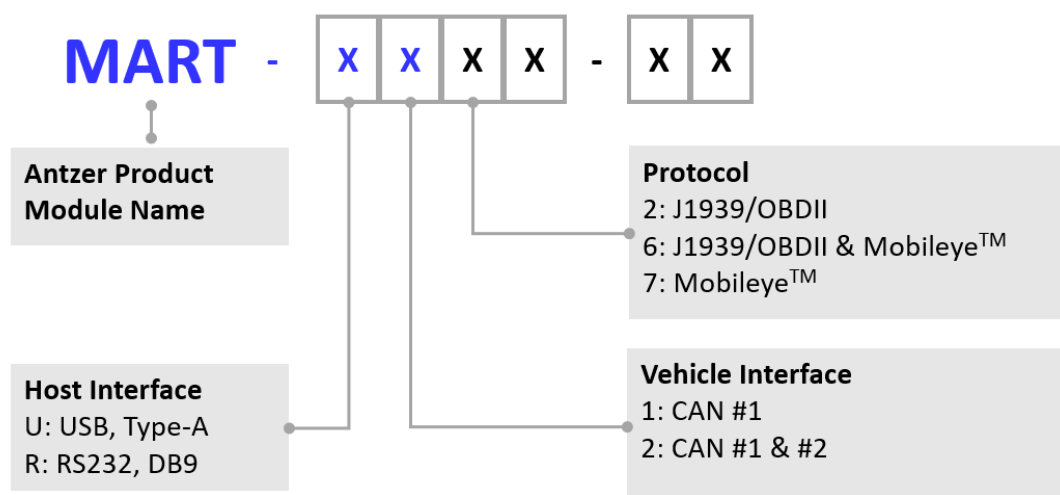 MART - X X X X - X X
Antzer Product
Module Name
Protocol
2: J1939/OBDII
6: J1939/OBDII & Mobileye™
7: Mobileye™
Host Interface
U: USB, Type-A
R: RS232, DB9
Vehicle Interface
1: CAN #1
2: CAN #1 & #2